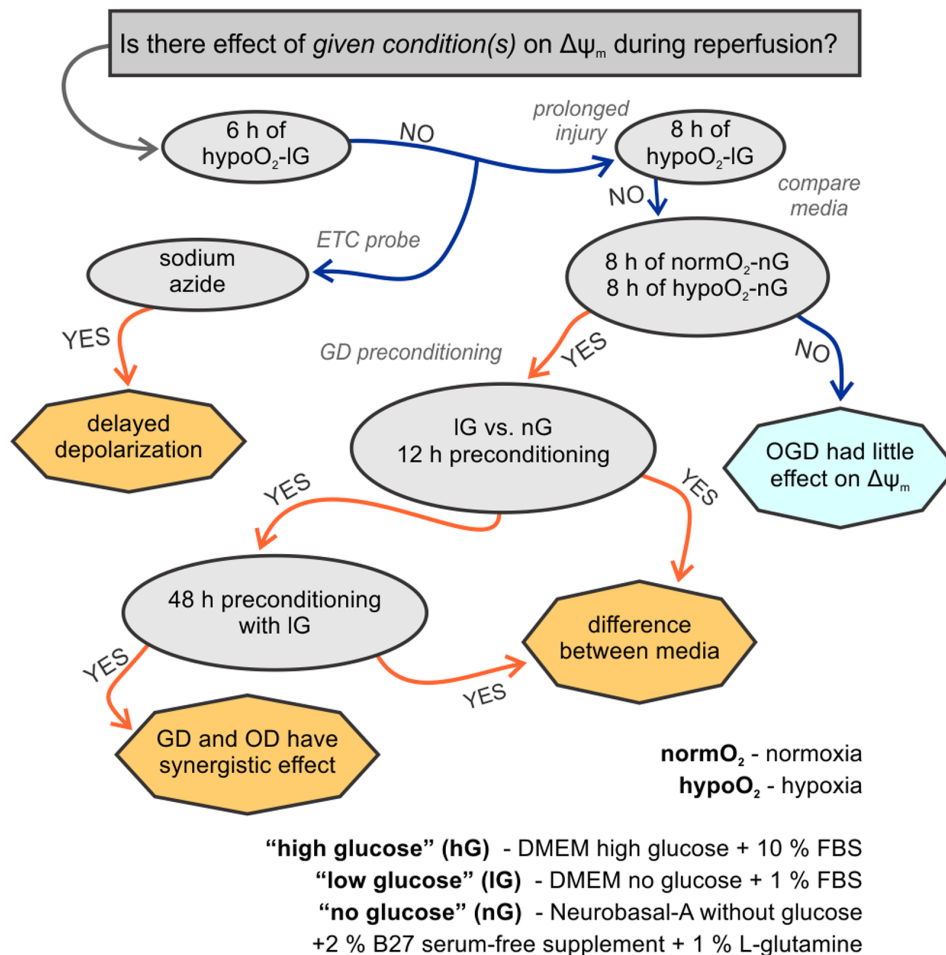 Is there effect of given condition(s) on Δψₘ during reperfusion?
6 h of
hypoO₂-lG
NO
prolonged
injury
8 h of
hypoO₂-lG
NO
compare
media
ETC probe
sodium
azide
8 h of normO₂-nG
8 h of hypoO₂-nG
YES
GD preconditioning
YES
NO
delayed
depolarization
lG vs. nG
12 h preconditioning
OGD had little
effect on Δψₘ
YES
YES
48 h preconditioning
with lG
difference
between media
YES
YES
GD and OD have
synergistic effect
normO₂ - normoxia
hypoO₂ - hypoxia
“high glucose” (hG) - DMEM high glucose + 10 % FBS
“low glucose” (lG) - DMEM no glucose + 1 % FBS
“no glucose” (nG) - Neurobasal-A without glucose
+2 % B27 serum-free supplement + 1 % L-glutamine